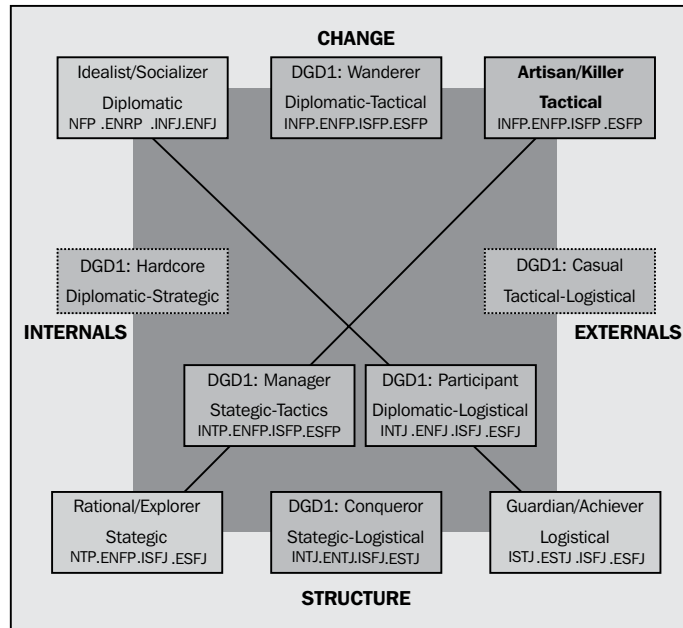 CHANGE
Idealist/Socializer
Diplomatic
NFP .ENRP .INFJ.ENFJ
DGD1: Wanderer
Diplomatic-Tactical
INFP.ENFP.ISFP.ESFP
Artisan/Killer
Tactical
INFP.ENFP.ISFP .ESFP
DGD1: Hardcore
Diplomatic-Strategic
DGD1: Casual
Tactical-Logistical
INTERNALS
EXTERNALS
DGD1: Manager
Stategic-Tactics
INTP.ENFP.ISFP.ESFP
DGD1: Participant
Diplomatic-Logistical
INTJ .ENFJ .ISFJ .ESFJ
Rational/Explorer
Stategic
NTP.ENFP.ISFJ .ESFJ
DGD1: Conqueror
Stategic-Logistical
INTJ.ENTJ.ISFJ.ESTJ
Guardian/Achiever
Logistical
ISTJ .ESTJ .ISFJ .ESFJ
STRUCTURE